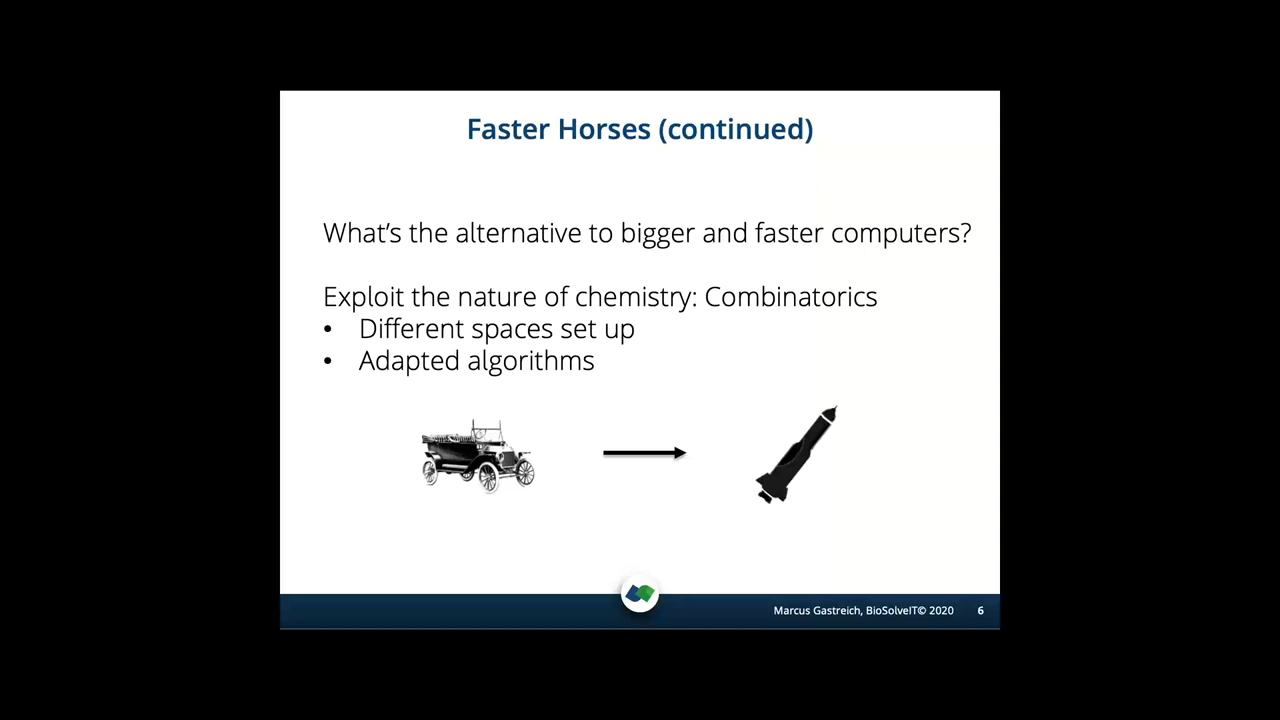 Faster Horses (continued)
What's the alternative to bigger and faster computers?
Exploit the nature of chemistry: Combinatorics
• Different spaces set up
• Adapted algorithms
Marcus Gastreich, BioSolveIT© 2020 6